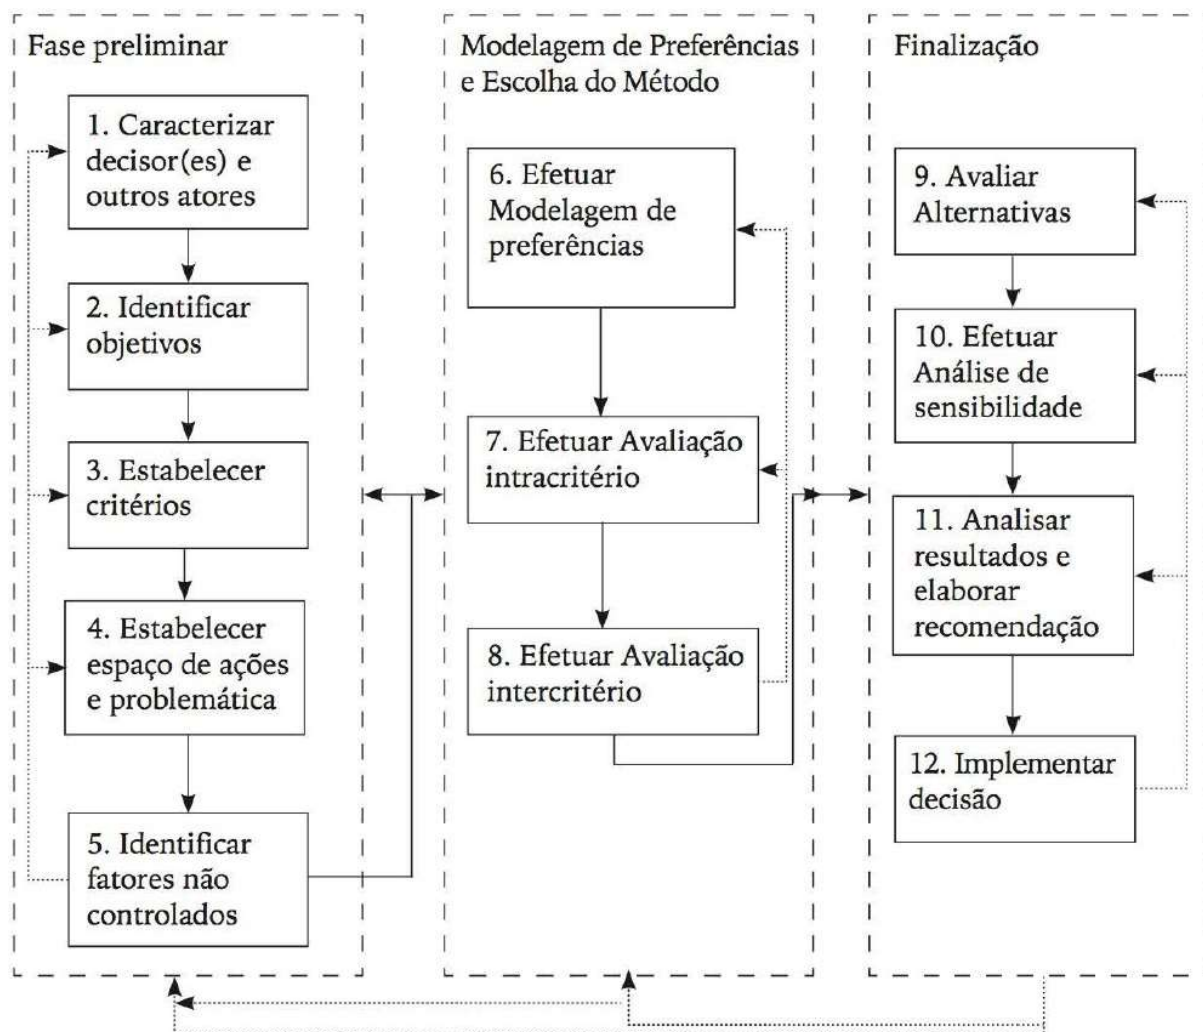 Fase preliminar
1. Caracterizar
decisor(es) e
outros atores
2. Identificar
objetivos
3. Estabelecer
critérios
4. Estabelecer
espaço de ações
e problemática
5. Identificar
fatores não
controlados
Modelagem de Preferências
e Escolha do Método
6. Efetuar
Modelagem de
preferências
7. Efetuar Avaliação
intracritério
8. Efetuar Avaliação
intercritério
Finalização
9. Avaliar
Alternativas
10. Efetuar
Análise de
sensibilidade
11. Analisar
resultados e
elaborar
recomendação
12. Implementar
decisão